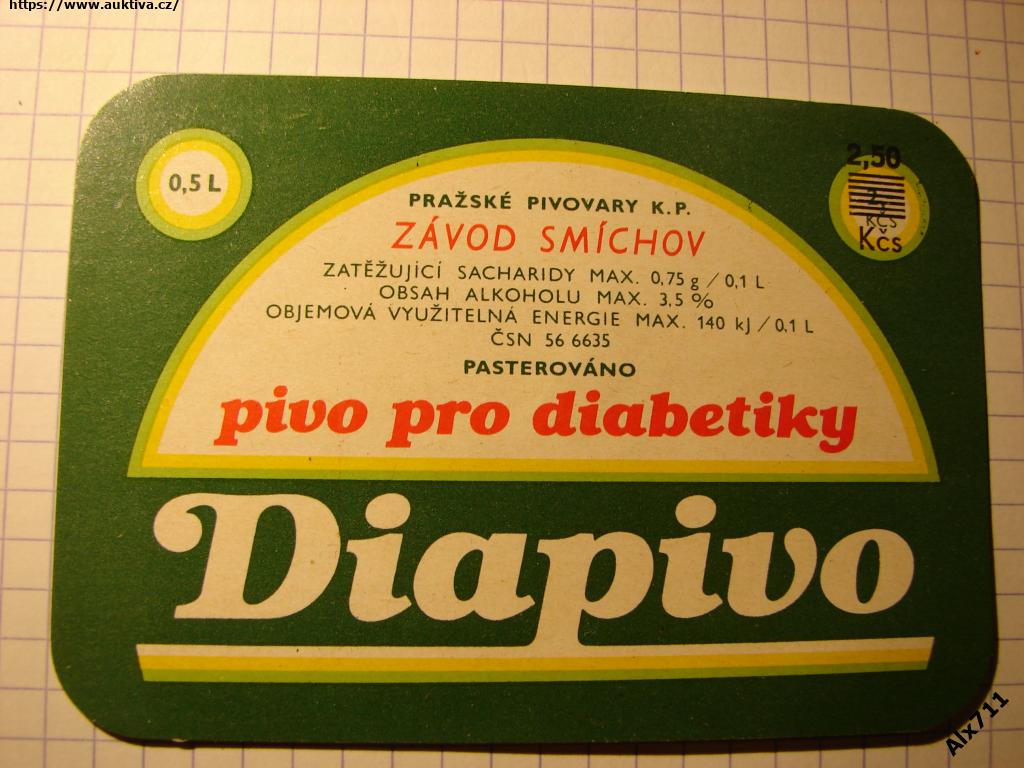 https://www.auktiva.cz/
0,5 L
2,50
Kčs
Kčs
PRAŽSKÉ PIVOVARY K.P.
ZÁVOD SMÍCHOV
ZATĚŽUJÍCÍ SACHARIDY MAX. 0,75 g / 0,1 L
OBSAH ALKOHOLU MAX. 3,5 %
OBJEMOVÁ VYUŽITELNÁ ENERGIE MAX. 140 kJ / 0,1 L
ČSN 56 6635
PASTEROVÁNO
pivo pro diabetiky
Diapivo
Alx711